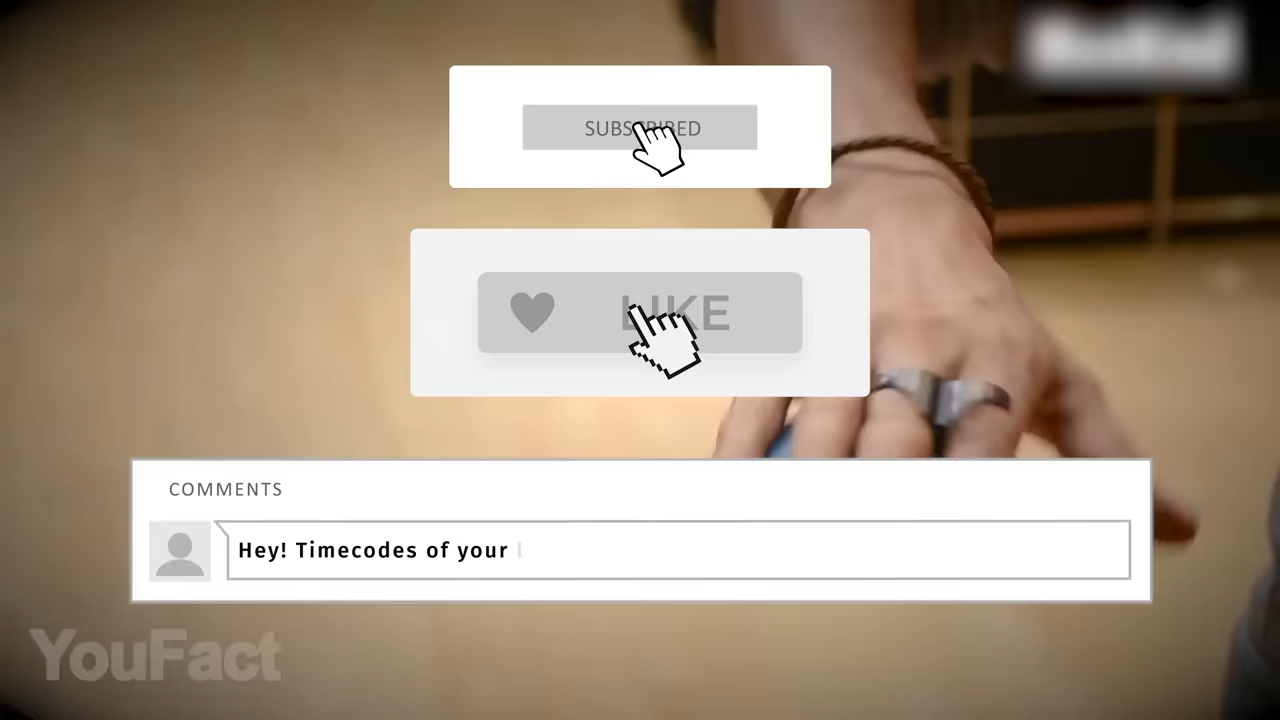 SUBSCRIBED
LIKE
COMMENTS
Hey! Timecodes of your l
YouFact